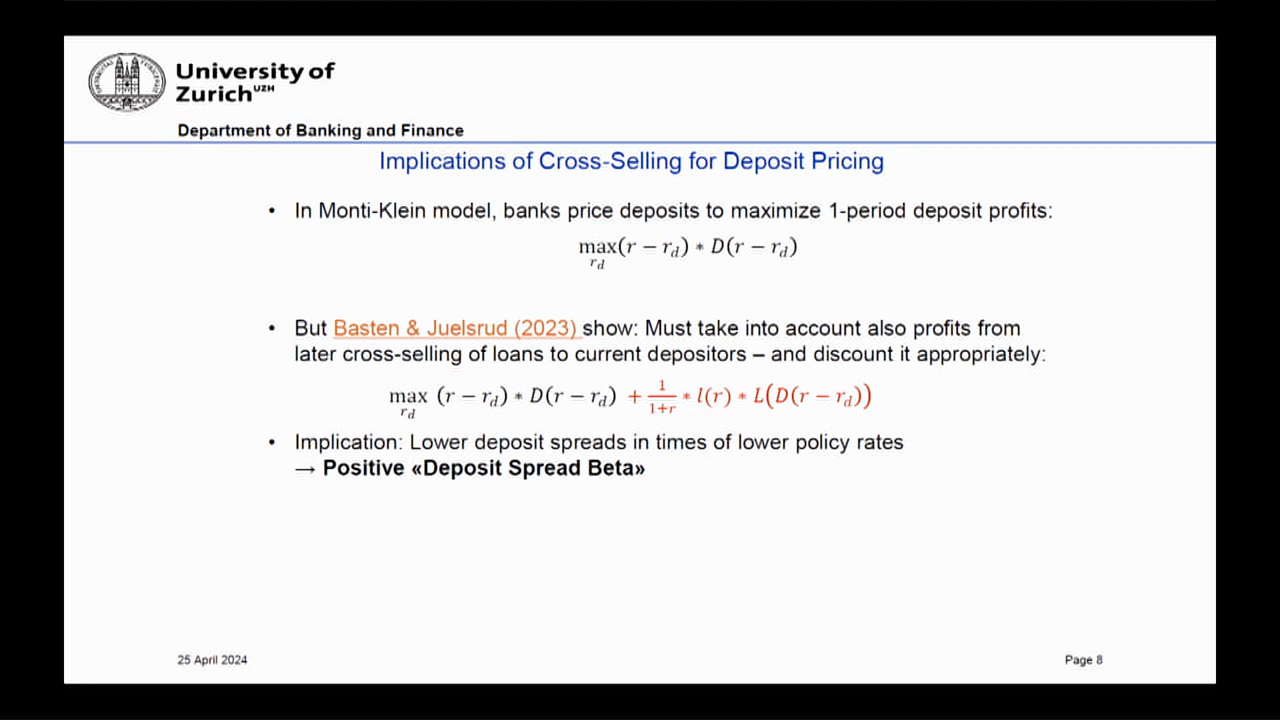 University of
Zurich UZH
Department of Banking and Finance
Implications of Cross-Selling for Deposit Pricing
• In Monti-Klein model, banks price deposits to maximize 1-period deposit profits:
max(r − r_d) * D(r − r_d)
r_d
• But Basten & Juelsrud (2023) show: Must take into account also profits from
later cross-selling of loans to current depositors – and discount it appropriately:
max (r − r_d) * D(r − r_d) + 1/(1+r) * l(r) * L(D(r − r_d))
r_d
• Implication: Lower deposit spreads in times of lower policy rates
→ Positive «Deposit Spread Beta»
25 April 2024
Page 8